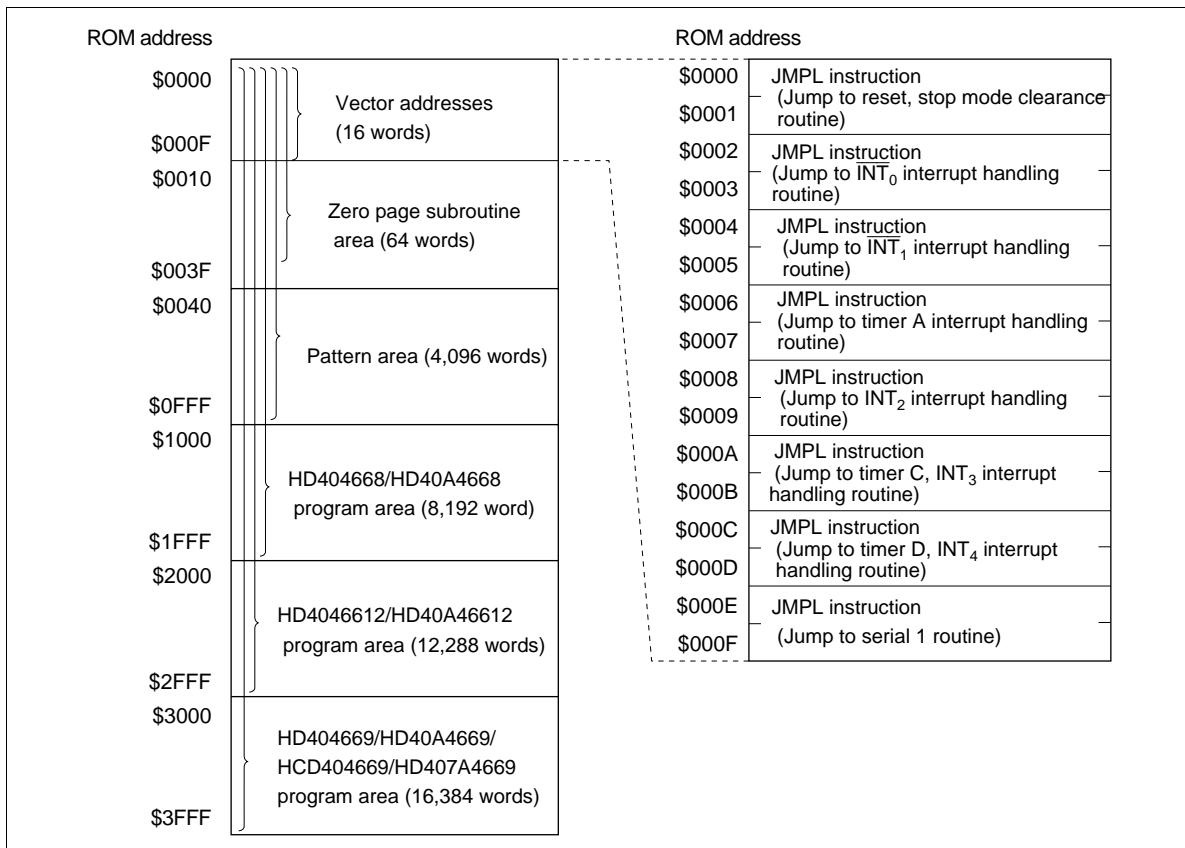 ROM address
$0000
Vector addresses
(16 words)
$000F
$0010
Zero page subroutine
area (64 words)
$003F
$0040
Pattern area (4,096 words)
$0FFF
$1000
HD404668/HD40A4668
program area (8,192 word)
$1FFF
$2000
HD4046612/HD40A46612
program area (12,288 words)
$2FFF
$3000
HD404669/HD40A4669/
HCD404669/HD407A4669
program area (16,384 words)
$3FFF
ROM address
$0000
JMPL instruction
(Jump to reset, stop mode clearance
$0001
routine)
$0002
JMPL instruction
(Jump to I̅N̅T̅₀ interrupt handling
$0003
routine)
$0004
JMPL instruction
(Jump to I̅N̅T̅₁ interrupt handling
$0005
routine)
$0006
JMPL instruction
(Jump to timer A interrupt handling
$0007
routine)
$0008
JMPL instruction
(Jump to INT₂ interrupt handling
$0009
routine)
$000A
JMPL instruction
(Jump to timer C, INT₃ interrupt
$000B
handling routine)
$000C
JMPL instruction
(Jump to timer D, INT₄ interrupt
$000D
handling routine)
$000E
JMPL instruction
$000F
(Jump to serial 1 routine)